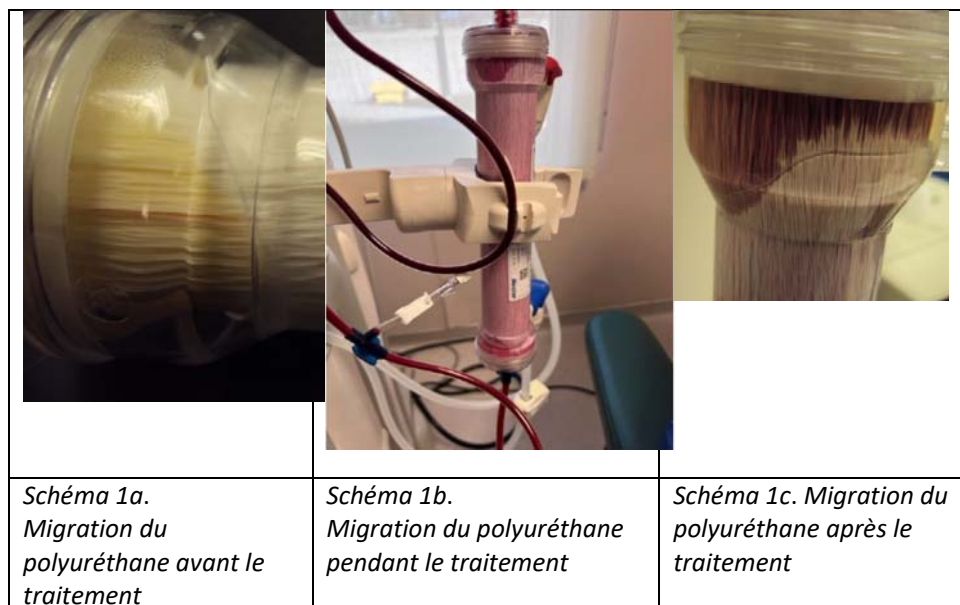 Schéma 1a.
Migration du
polyuréthane avant le
traitement
Schéma 1b.
Migration du polyuréthane
pendant le traitement
Schéma 1c. Migration du
polyuréthane après le
traitement